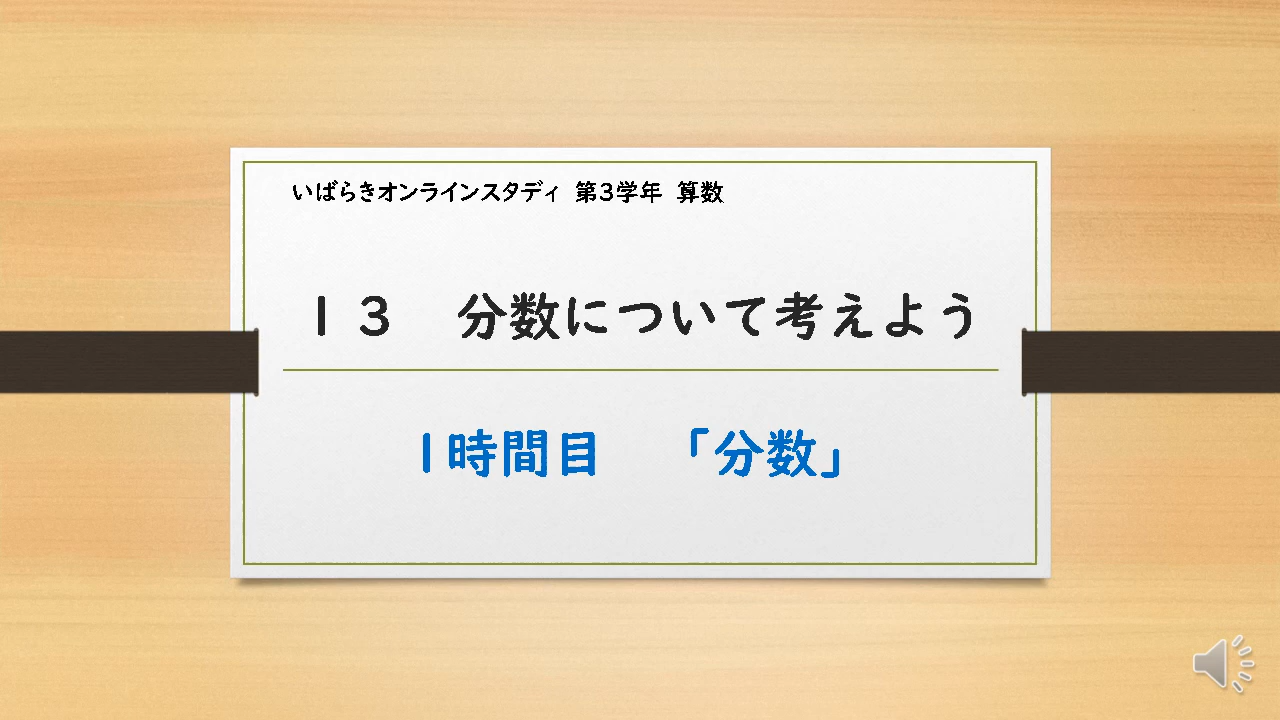 いばらきオンラインスタディ 第3学年 算数
１３　分数について考えよう
１時間目　「分数」